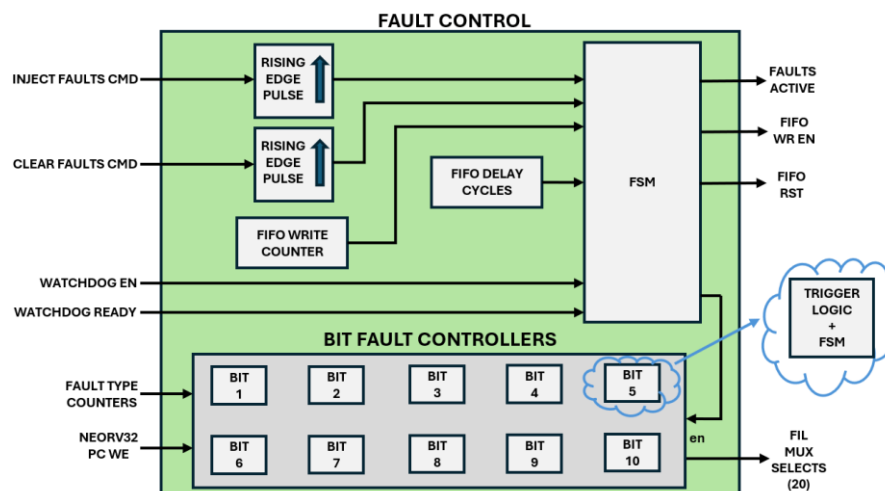 FAULT CONTROL
INJECT FAULTS CMD
RISING
EDGE
PULSE
FAULTS
ACTIVE
FIFO
WR EN
CLEAR FAULTS CMD
RISING
EDGE
PULSE
FIFO DELAY
CYCLES
FSM
FIFO
RST
FIFO WRITE
COUNTER
WATCHDOG EN
WATCHDOG READY
TRIGGER
LOGIC
+
FSM
BIT FAULT CONTROLLERS
FAULT TYPE
COUNTERS
BIT
1
BIT
2
BIT
3
BIT
4
BIT
5
NEORV32
PC WE
BIT
6
BIT
7
BIT
8
BIT
9
BIT
10
en
FIL
MUX
SELECTS
(20)